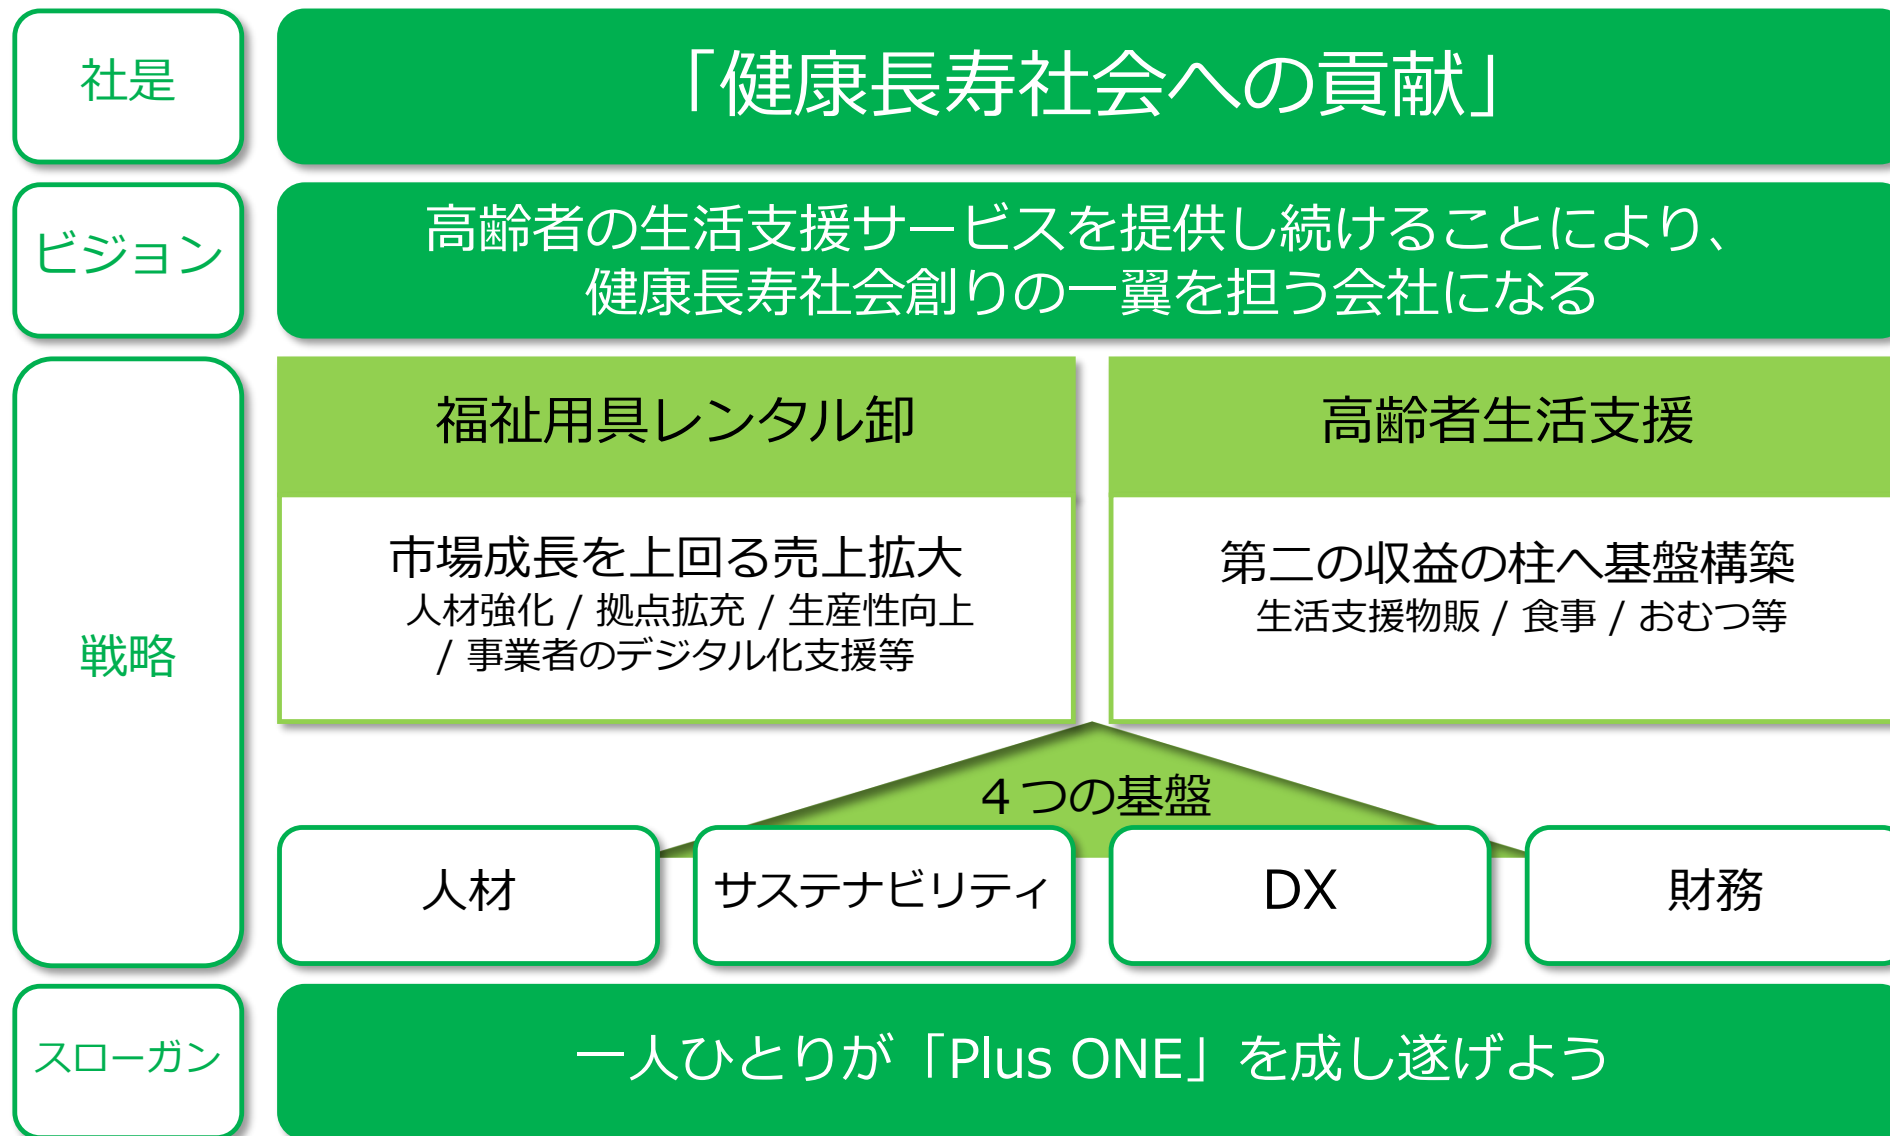 社是
「健康長寿社会への貢献」
ビジョン
高齢者の生活支援サービスを提供し続けることにより、
健康長寿社会創りの一翼を担う会社になる
戦略
福祉用具レンタル卸
市場成長を上回る売上拡大
人材強化 / 拠点拡充 / 生産性向上
/ 事業者のデジタル化支援等
高齢者生活支援
第二の収益の柱へ基盤構築
生活支援物販 / 食事 / おむつ等
４つの基盤
人材
サステナビリティ
DX
財務
スローガン
一人ひとりが「Plus ONE」を成し遂げよう